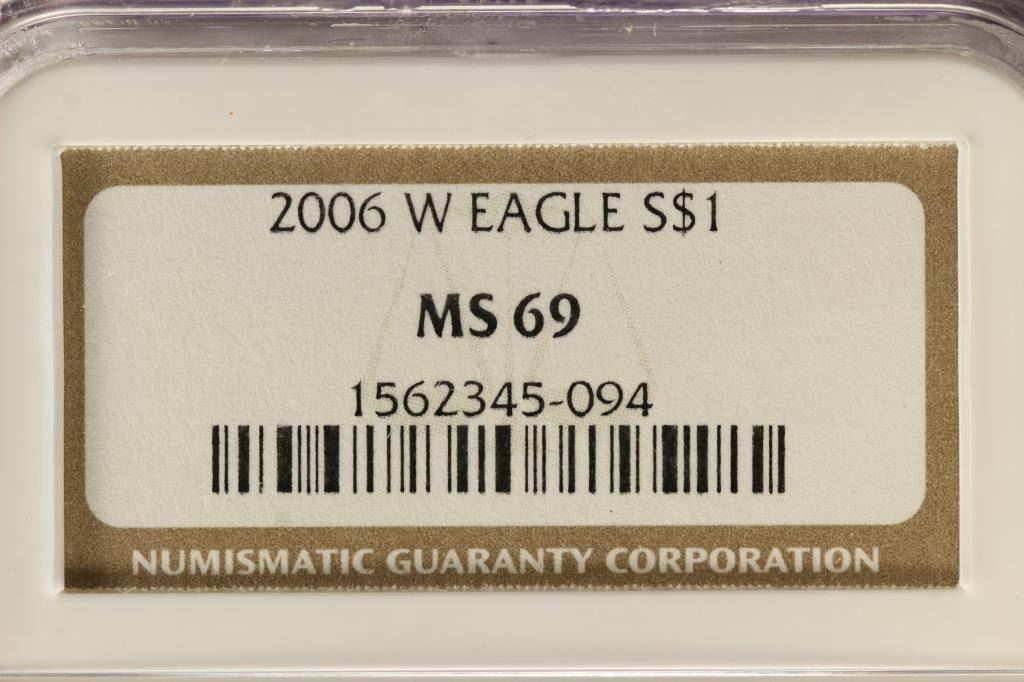 2006 W EAGLE S$1
MS 69
1562345-094
NUMISMATIC GUARANTY CORPORATION